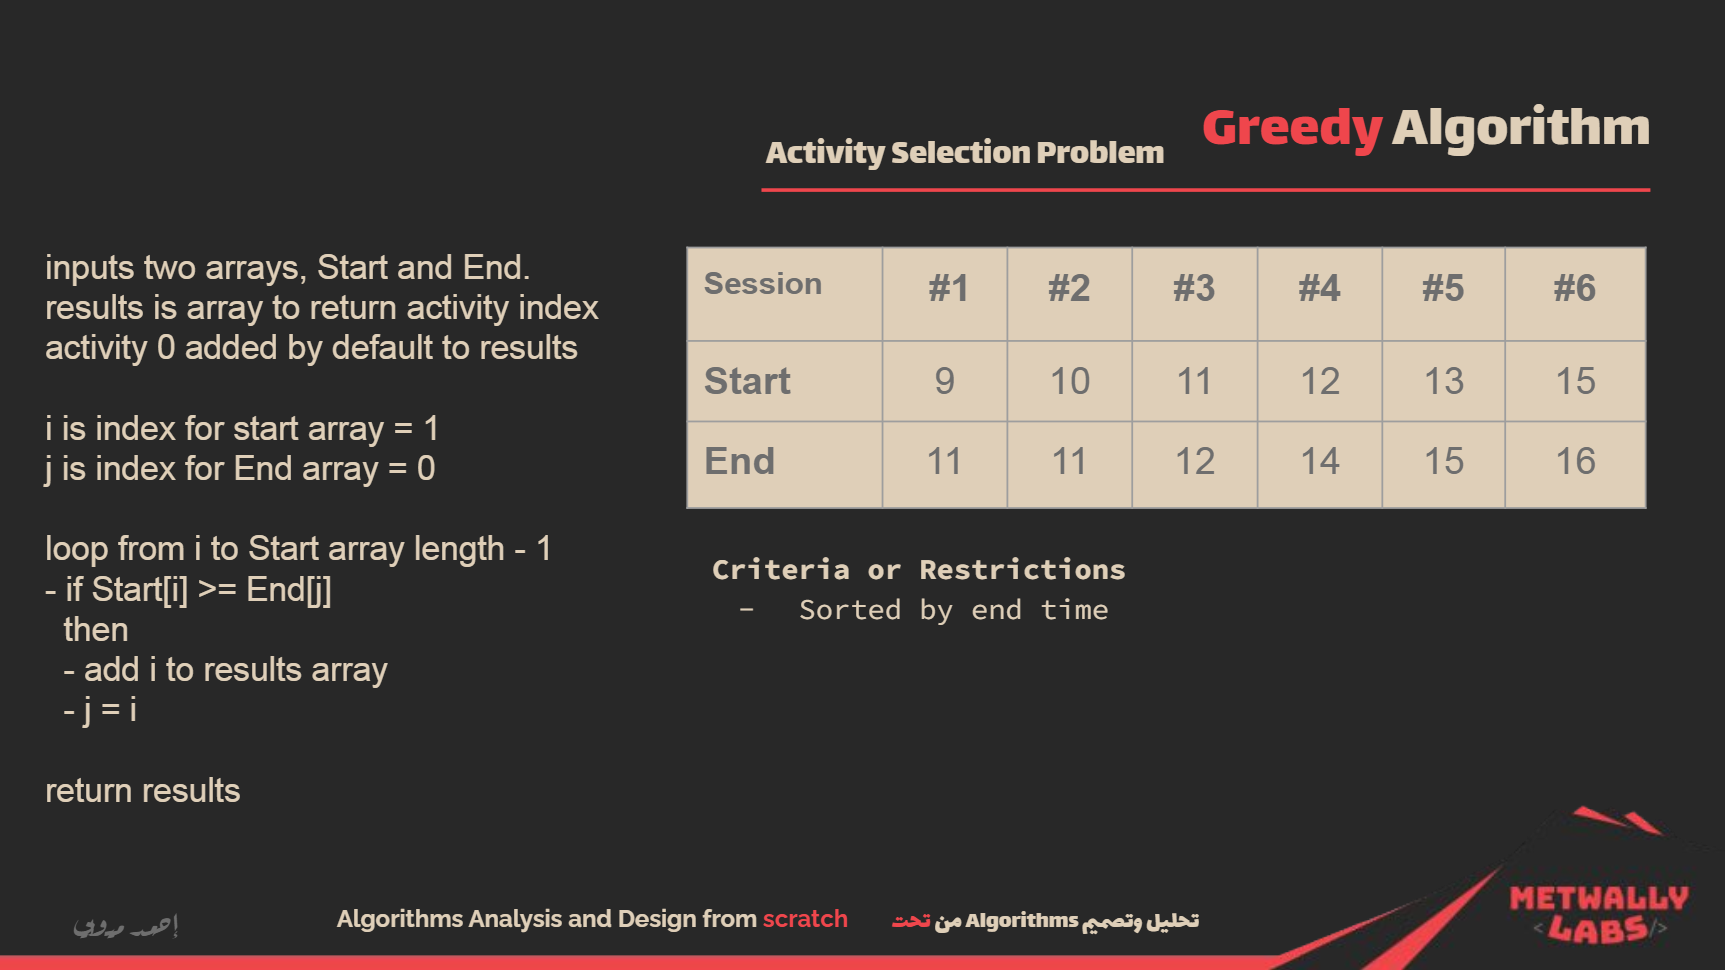 Greedy Algorithm
Activity Selection Problem
inputs two arrays, Start and End.
results is array to return activity index
activity 0 added by default to results
i is index for start array = 1
j is index for End array = 0
loop from i to Start array length - 1
- if Start[i] >= End[j]
then
- add i to results array
- j = i
return results
Session #1 #2 #3 #4 #5 #6
Start 9 10 11 12 13 15
End 11 11 12 14 15 16
Criteria or Restrictions
- Sorted by end time
Algorithms Analysis and Design from scratch
تحليل وتصميم Algorithms من تحت
METWALLY
<LABS/>